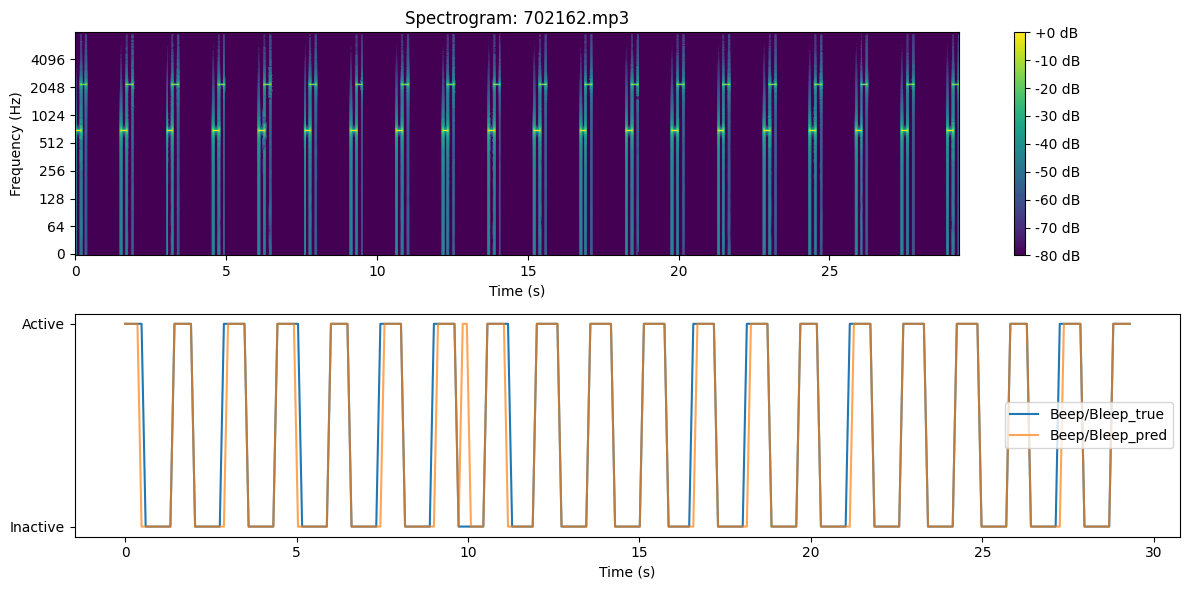 Spectrogram: 702162.mp3
Frequency (Hz)
4096
2048
1024
512
256
128
64
0
0
5
10
15
20
25
Time (s)
+0 dB
-10 dB
-20 dB
-30 dB
-40 dB
-50 dB
-60 dB
-70 dB
-80 dB
Active
Inactive
Beep/Bleep_true
Beep/Bleep_pred
0
5
10
15
20
25
30
Time (s)